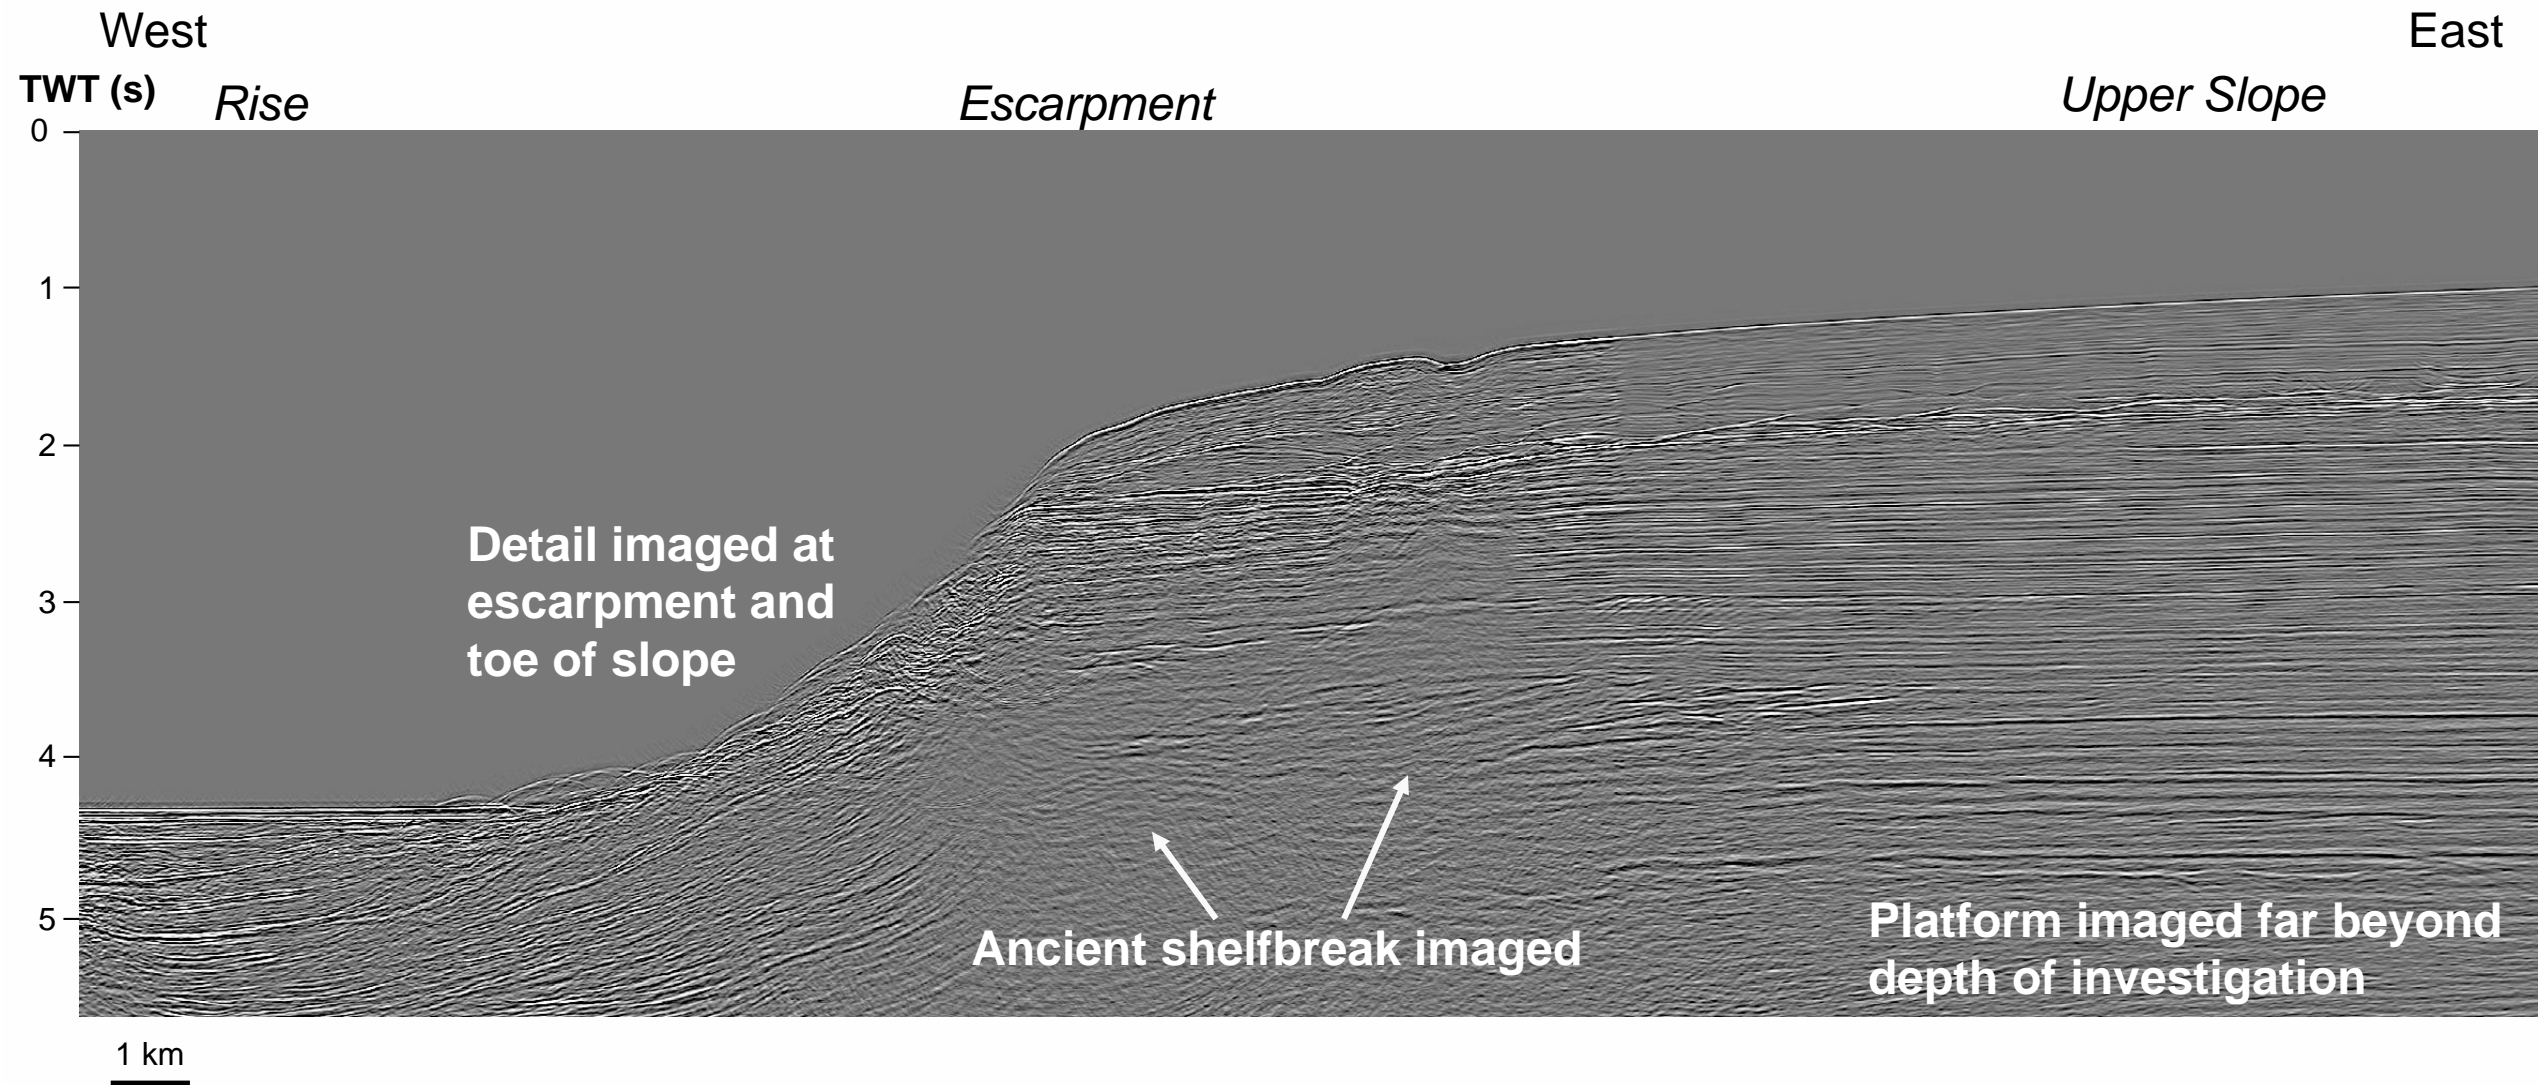 West
East
TWT (s)
Rise
Escarpment
Upper Slope
0
1
2
3
4
5
Detail imaged at
escarpment and
toe of slope
Ancient shelfbreak imaged
Platform imaged far beyond
depth of investigation
1 km